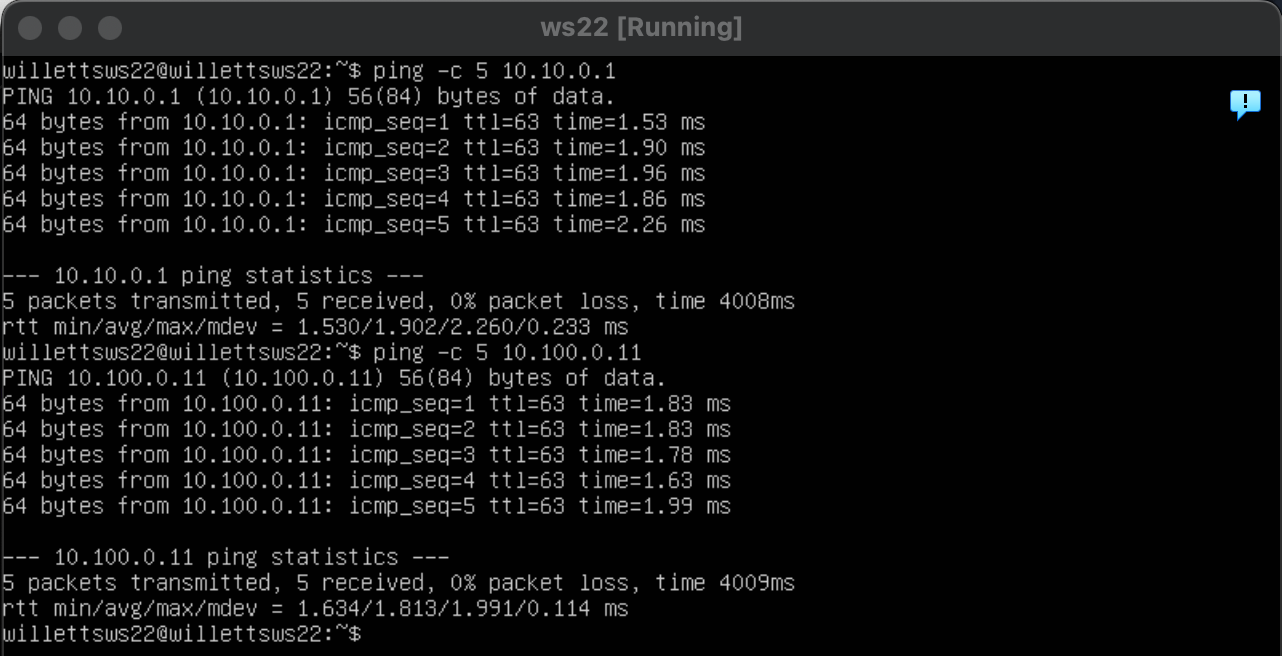 ws22 [Running]
willettsws22@willettsws22:~$ ping -c 5 10.10.0.1
PING 10.10.0.1 (10.10.0.1) 56(84) bytes of data.
64 bytes from 10.10.0.1: icmp_seq=1 ttl=63 time=1.53 ms
64 bytes from 10.10.0.1: icmp_seq=2 ttl=63 time=1.90 ms
64 bytes from 10.10.0.1: icmp_seq=3 ttl=63 time=1.96 ms
64 bytes from 10.10.0.1: icmp_seq=4 ttl=63 time=1.86 ms
64 bytes from 10.10.0.1: icmp_seq=5 ttl=63 time=2.26 ms
--- 10.10.0.1 ping statistics ---
5 packets transmitted, 5 received, 0% packet loss, time 4008ms
rtt min/avg/max/mdev = 1.530/1.902/2.260/0.233 ms
willettsws22@willettsws22:~$ ping -c 5 10.100.0.11
PING 10.100.0.11 (10.100.0.11) 56(84) bytes of data.
64 bytes from 10.100.0.11: icmp_seq=1 ttl=63 time=1.83 ms
64 bytes from 10.100.0.11: icmp_seq=2 ttl=63 time=1.83 ms
64 bytes from 10.100.0.11: icmp_seq=3 ttl=63 time=1.78 ms
64 bytes from 10.100.0.11: icmp_seq=4 ttl=63 time=1.63 ms
64 bytes from 10.100.0.11: icmp_seq=5 ttl=63 time=1.99 ms
--- 10.100.0.11 ping statistics ---
5 packets transmitted, 5 received, 0% packet loss, time 4009ms
rtt min/avg/max/mdev = 1.634/1.813/1.991/0.114 ms
willettsws22@willettsws22:~$